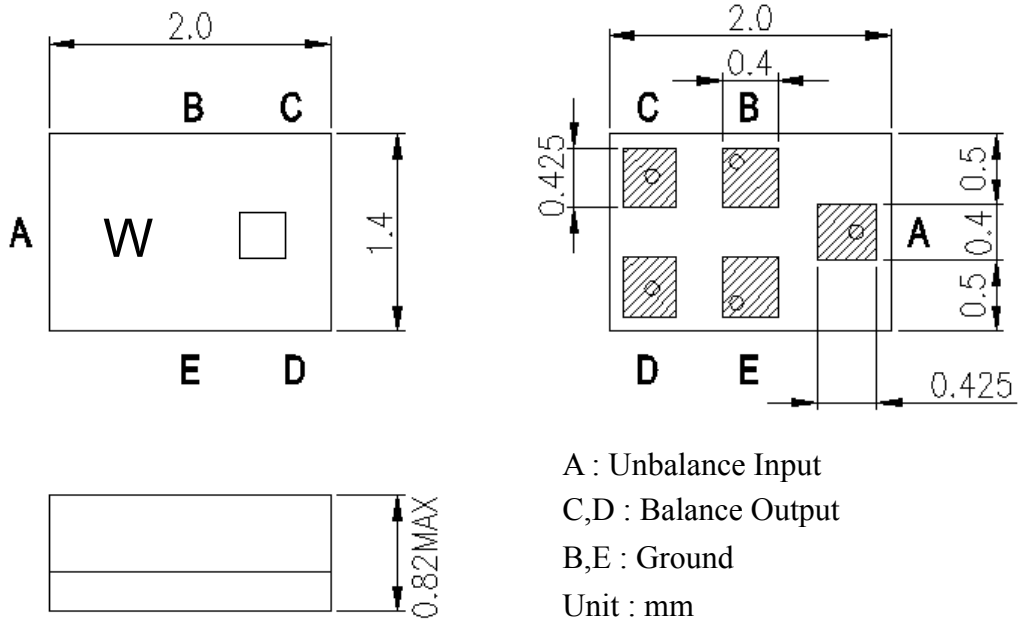 2.0
B C
A W 1.4
E D
2.0
0.4
C B
0.425 0.5
A 0.4
0.5
D E
0.425
0.82MAX
A : Unbalance Input
C,D : Balance Output
B,E : Ground
Unit : mm